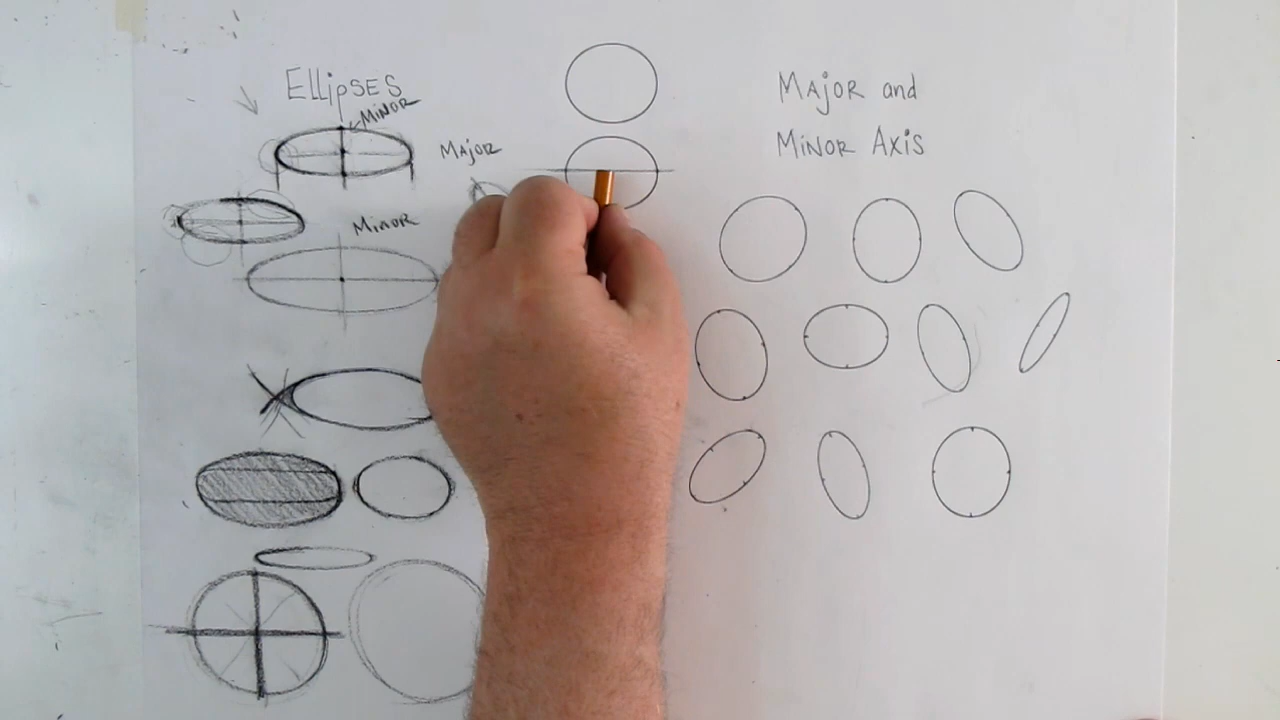 EllipsES
MiNOR
MAjOR
MiNOR
MAjOR and
MiNOR AXiS